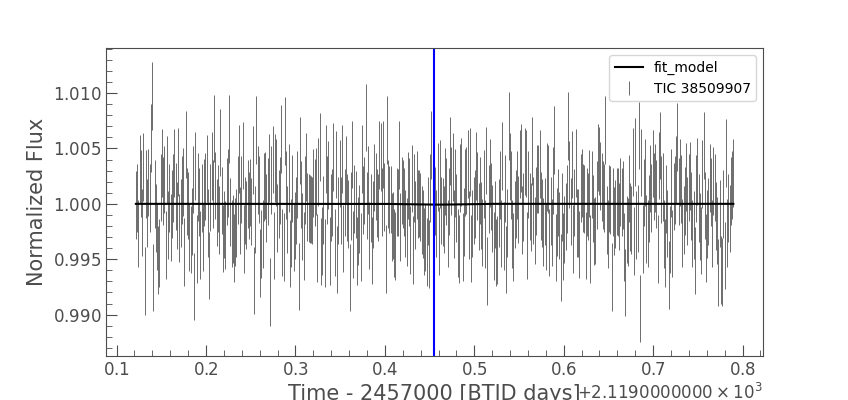 fit_model
TIC 38509907
1.010
1.005
1.000
0.995
0.990
Normalized Flux
0.1 0.2 0.3 0.4 0.5 0.6 0.7 0.8
Time - 2457000 [BTJD days]
+2.1190000000 × 10³